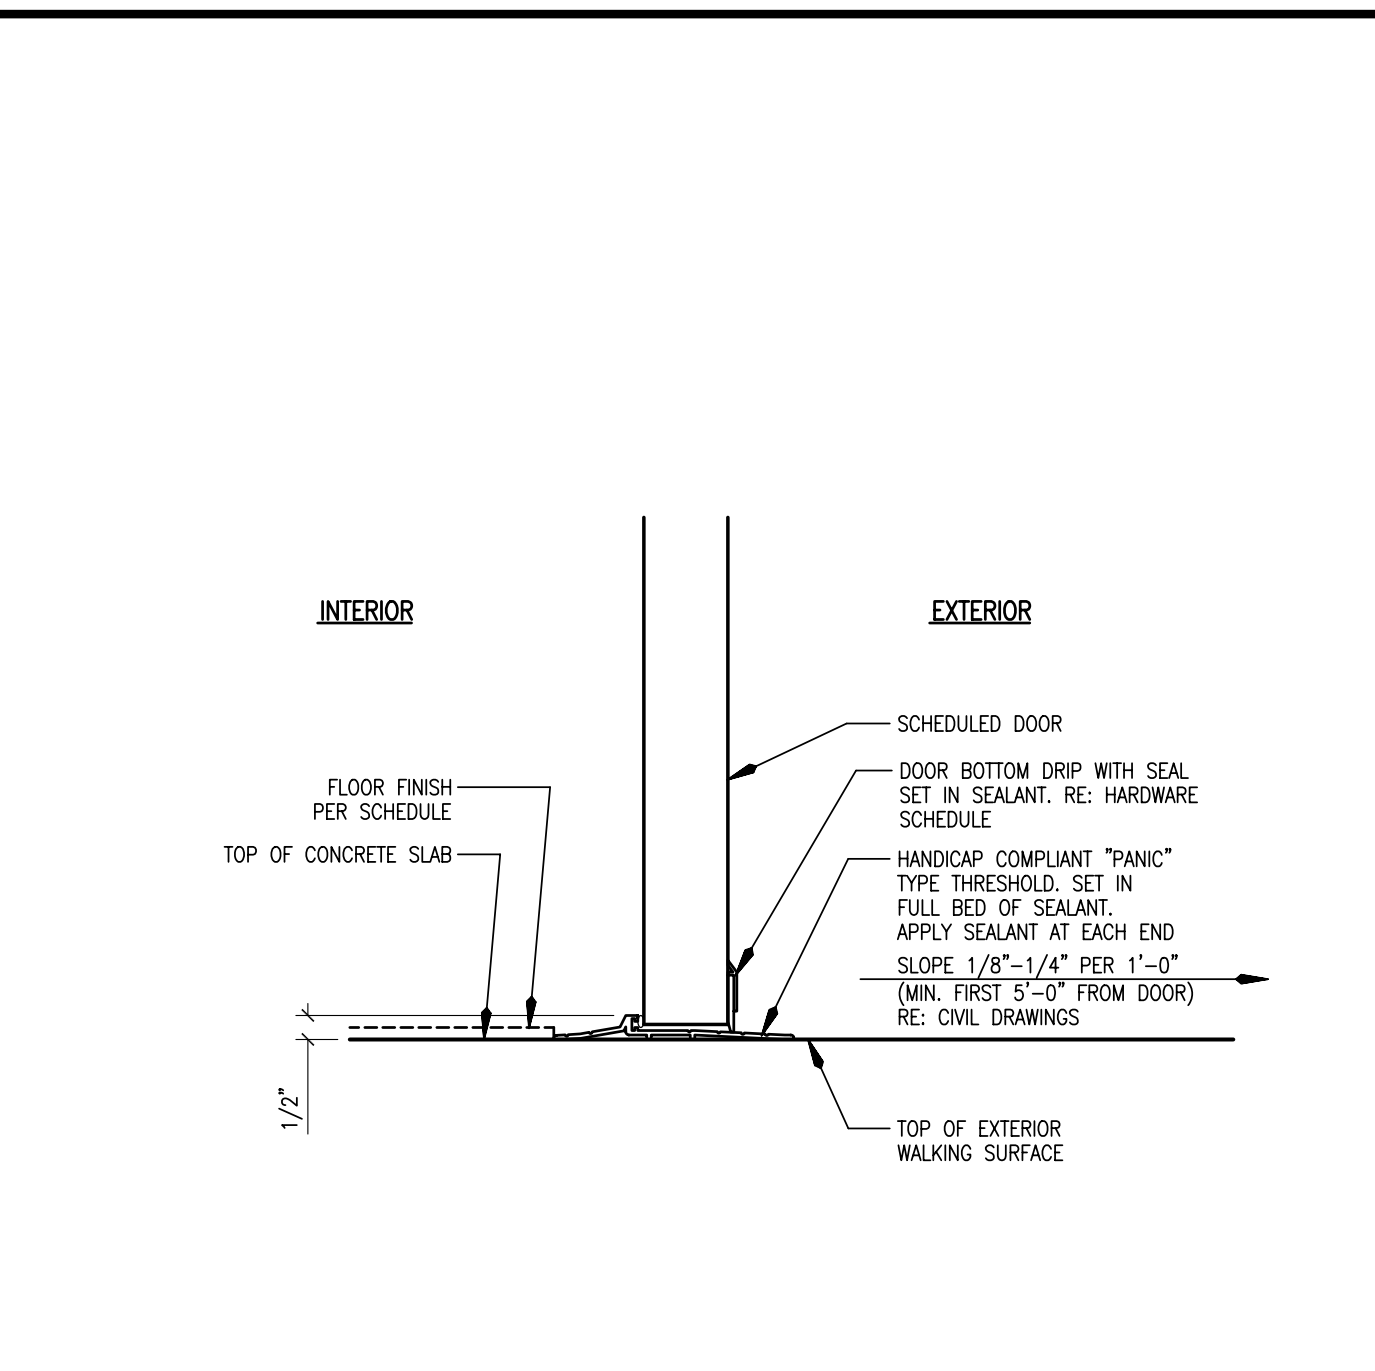 INTERIOR
EXTERIOR
SCHEDULED DOOR
DOOR BOTTOM DRIP WITH SEAL
SET IN SEALANT. RE: HARDWARE
SCHEDULE
FLOOR FINISH
PER SCHEDULE
TOP OF CONCRETE SLAB
HANDICAP COMPLIANT "PANIC"
TYPE THRESHOLD. SET IN
FULL BED OF SEALANT.
APPLY SEALANT AT EACH END
SLOPE 1/8"-1/4" PER 1'-0"
(MIN. FIRST 5'-0" FROM DOOR)
RE: CIVIL DRAWINGS
1/2"
TOP OF EXTERIOR
WALKING SURFACE